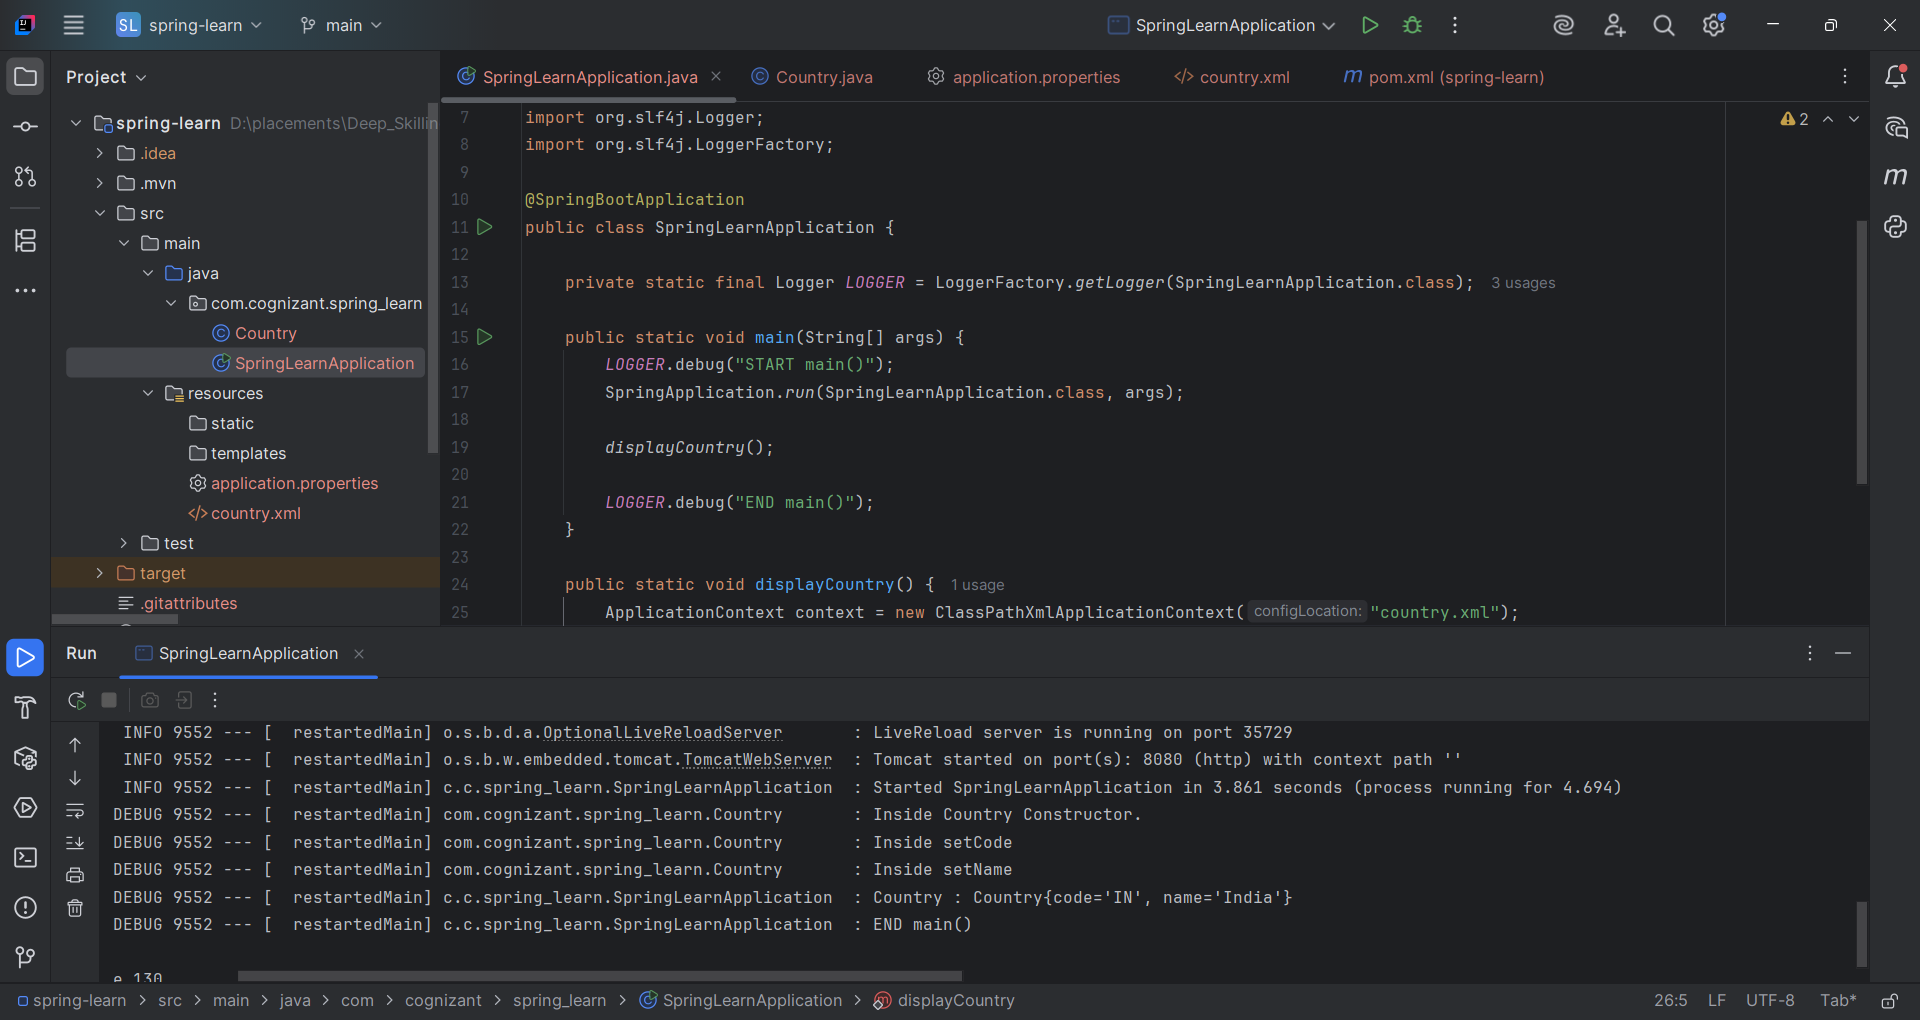 SL spring-learn main SpringLearnApplication
Project
SpringLearnApplication.java Country.java application.properties </> country.xml m pom.xml (spring-learn)
spring-learn D:\placements\Deep_Skillin
.idea
.mvn
src
main
java
com.cognizant.spring_learn
Country
SpringLearnApplication
resources
static
templates
application.properties
</> country.xml
test
target
.gitattributes
2
7 import org.slf4j.Logger;
8 import org.slf4j.LoggerFactory;
9
10 @SpringBootApplication
11 public class SpringLearnApplication {
12
13 private static final Logger LOGGER = LoggerFactory.getLogger(SpringLearnApplication.class); 3 usages
14
15 public static void main(String[] args) {
16 LOGGER.debug("START main()");
17 SpringApplication.run(SpringLearnApplication.class, args);
18
19 displayCountry();
20
21 LOGGER.debug("END main()");
22 }
23
24 public static void displayCountry() { 1 usage
25 ApplicationContext context = new ClassPathXmlApplicationContext( configLocation: "country.xml");
m
Run SpringLearnApplication
INFO 9552 --- [  restartedMain] o.s.b.d.a.OptionalLiveReloadServer : LiveReload server is running on port 35729
INFO 9552 --- [  restartedMain] o.s.b.w.embedded.tomcat.TomcatWebServer : Tomcat started on port(s): 8080 (http) with context path ''
INFO 9552 --- [  restartedMain] c.c.spring_learn.SpringLearnApplication : Started SpringLearnApplication in 3.861 seconds (process running for 4.694)
DEBUG 9552 --- [  restartedMain] com.cognizant.spring_learn.Country : Inside Country Constructor.
DEBUG 9552 --- [  restartedMain] com.cognizant.spring_learn.Country : Inside setCode
DEBUG 9552 --- [  restartedMain] com.cognizant.spring_learn.Country : Inside setName
DEBUG 9552 --- [  restartedMain] c.c.spring_learn.SpringLearnApplication : Country : Country{code='IN', name='India'}
DEBUG 9552 --- [  restartedMain] c.c.spring_learn.SpringLearnApplication : END main()
e 130
spring-learn > src > main > java > com > cognizant > spring_learn > SpringLearnApplication > displayCountry 26:5 LF UTF-8 Tab*